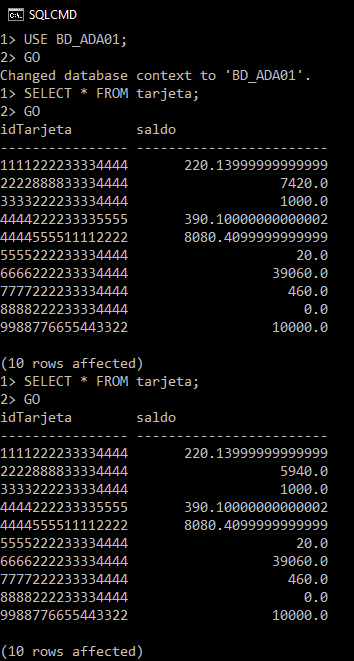 SQLCMD
1> USE BD_ADA01;
2> GO
Changed database context to 'BD_ADA01'.
1> SELECT * FROM tarjeta;
2> GO
idTarjeta        saldo
---------------- ------------------------
1111222233334444       220.13999999999999
2222888833334444                   7420.0
3333222233334444                   1000.0
4444222233335555       390.10000000000002
4444555511112222       8080.4099999999999
5555222233334444                     20.0
6666222233334444                  39060.0
7777222233334444                    460.0
8888222233334444                      0.0
9988776655443322                  10000.0
(10 rows affected)
1> SELECT * FROM tarjeta;
2> GO
idTarjeta        saldo
---------------- ------------------------
1111222233334444       220.13999999999999
2222888833334444                   5940.0
3333222233334444                   1000.0
4444222233335555       390.10000000000002
4444555511112222       8080.4099999999999
5555222233334444                     20.0
6666222233334444                  39060.0
7777222233334444                    460.0
8888222233334444                      0.0
9988776655443322                  10000.0
(10 rows affected)